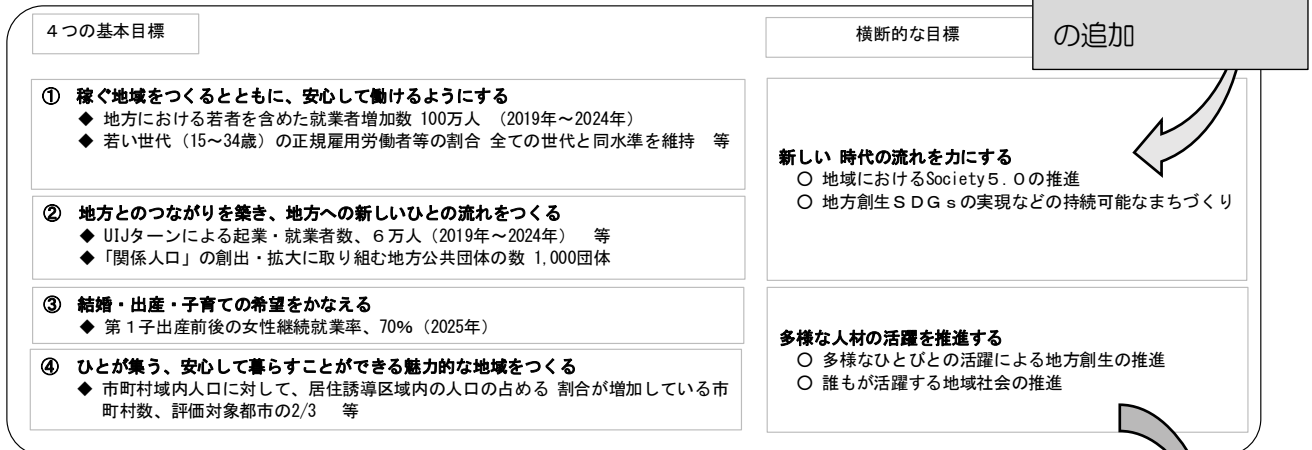 ４つの基本目標
横断的な目標
の追加
① 稼ぐ地域をつくるとともに、安心して働けるようにする
◆ 地方における若者を含めた就業者増加数 100万人 （2019年～2024年）
◆ 若い世代（15～34歳）の正規雇用労働者等の割合 全ての世代と同水準を維持　等
② 地方とのつながりを築き、地方への新しいひとの流れをつくる
◆ UIJターンによる起業・就業者数、６万人（2019年～2024年）　等
◆「関係人口」の創出・拡大に取り組む地方公共団体の数 1,000団体
③ 結婚・出産・子育ての希望をかなえる
◆ 第１子出産前後の女性継続就業率、70%（2025年）
④ ひとが集う、安心して暮らすことができる魅力的な地域をつくる
◆ 市町村域内人口に対して、居住誘導区域内の人口の占める 割合が増加している市
町村数、評価対象都市の2/3　等
新しい 時代の流れを力にする
○ 地域におけるSociety５.０の推進
○ 地方創生ＳＤＧｓの実現などの持続可能なまちづくり
多様な人材の活躍を推進する
○ 多様なひとびとの活躍による地方創生の推進
○ 誰もが活躍する地域社会の推進